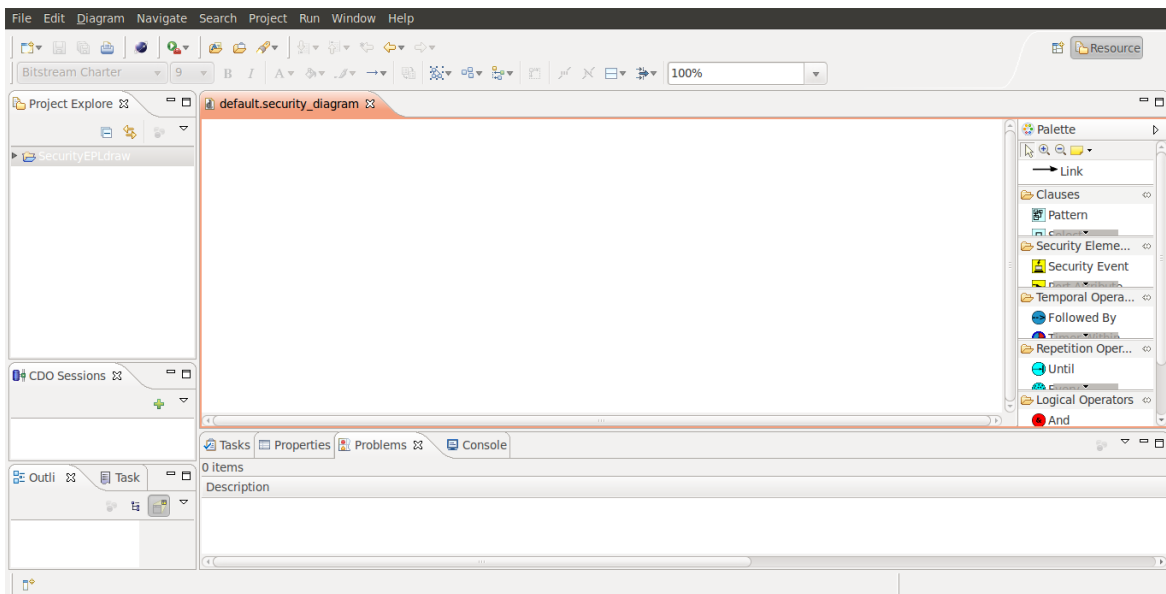 File Edit Diagram Navigate Search Project Run Window Help
Resource
Bitstream Charter 9 B I A 100%
Project Explore
default.security_diagram
Palette
SecurityEPLdraw
Link
Clauses
Pattern
Security Eleme...
Security Event
Temporal Opera...
Followed By
Repetition Oper...
CDO Sessions
Until
Logical Operators
And
Tasks Properties Problems Console
0 items
Outli Task
Description